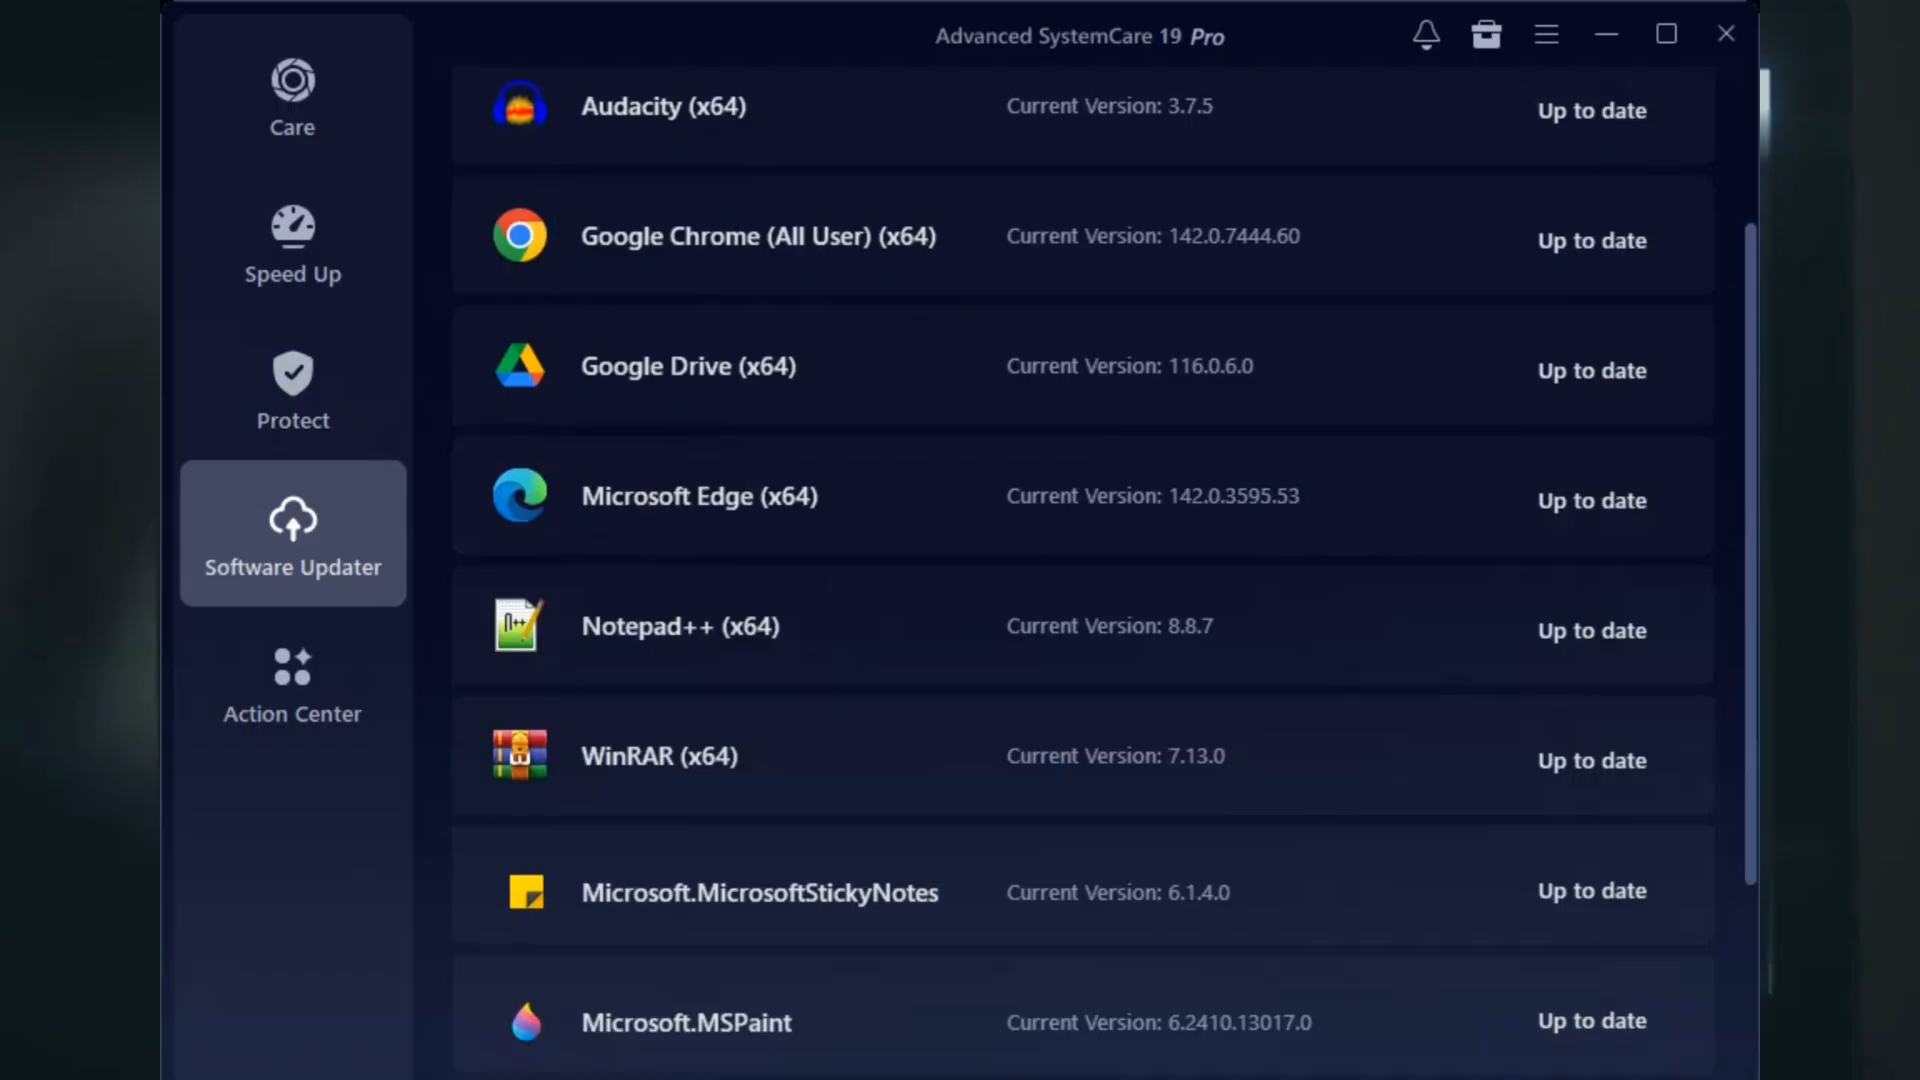 Advanced SystemCare 19 Pro
Care
Speed Up
Protect
Software Updater
Action Center
Audacity (x64) Current Version: 3.7.5 Up to date
Google Chrome (All User) (x64) Current Version: 142.0.7444.60 Up to date
Google Drive (x64) Current Version: 116.0.6.0 Up to date
Microsoft Edge (x64) Current Version: 142.0.3595.53 Up to date
Notepad++ (x64) Current Version: 8.8.7 Up to date
WinRAR (x64) Current Version: 7.13.0 Up to date
Microsoft.MicrosoftStickyNotes Current Version: 6.1.4.0 Up to date
Microsoft.MSPaint Current Version: 6.2410.13017.0 Up to date